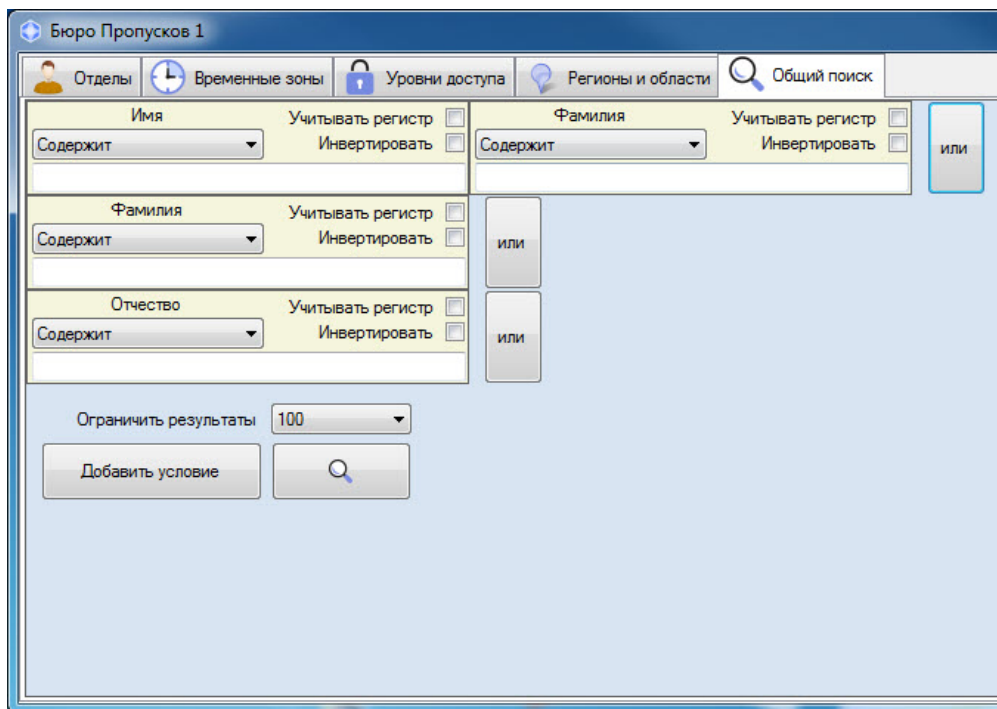 Бюро Пропусков 1
Отделы Временные зоны Уровни доступа Регионы и области Общий поиск
Имя Учитывать регистр Фамилия Учитывать регистр
Содержит Инвертировать Содержит Инвертировать или
Фамилия Учитывать регистр
Содержит Инвертировать или
Отчество Учитывать регистр
Содержит Инвертировать или
Ограничить результаты 100
Добавить условие